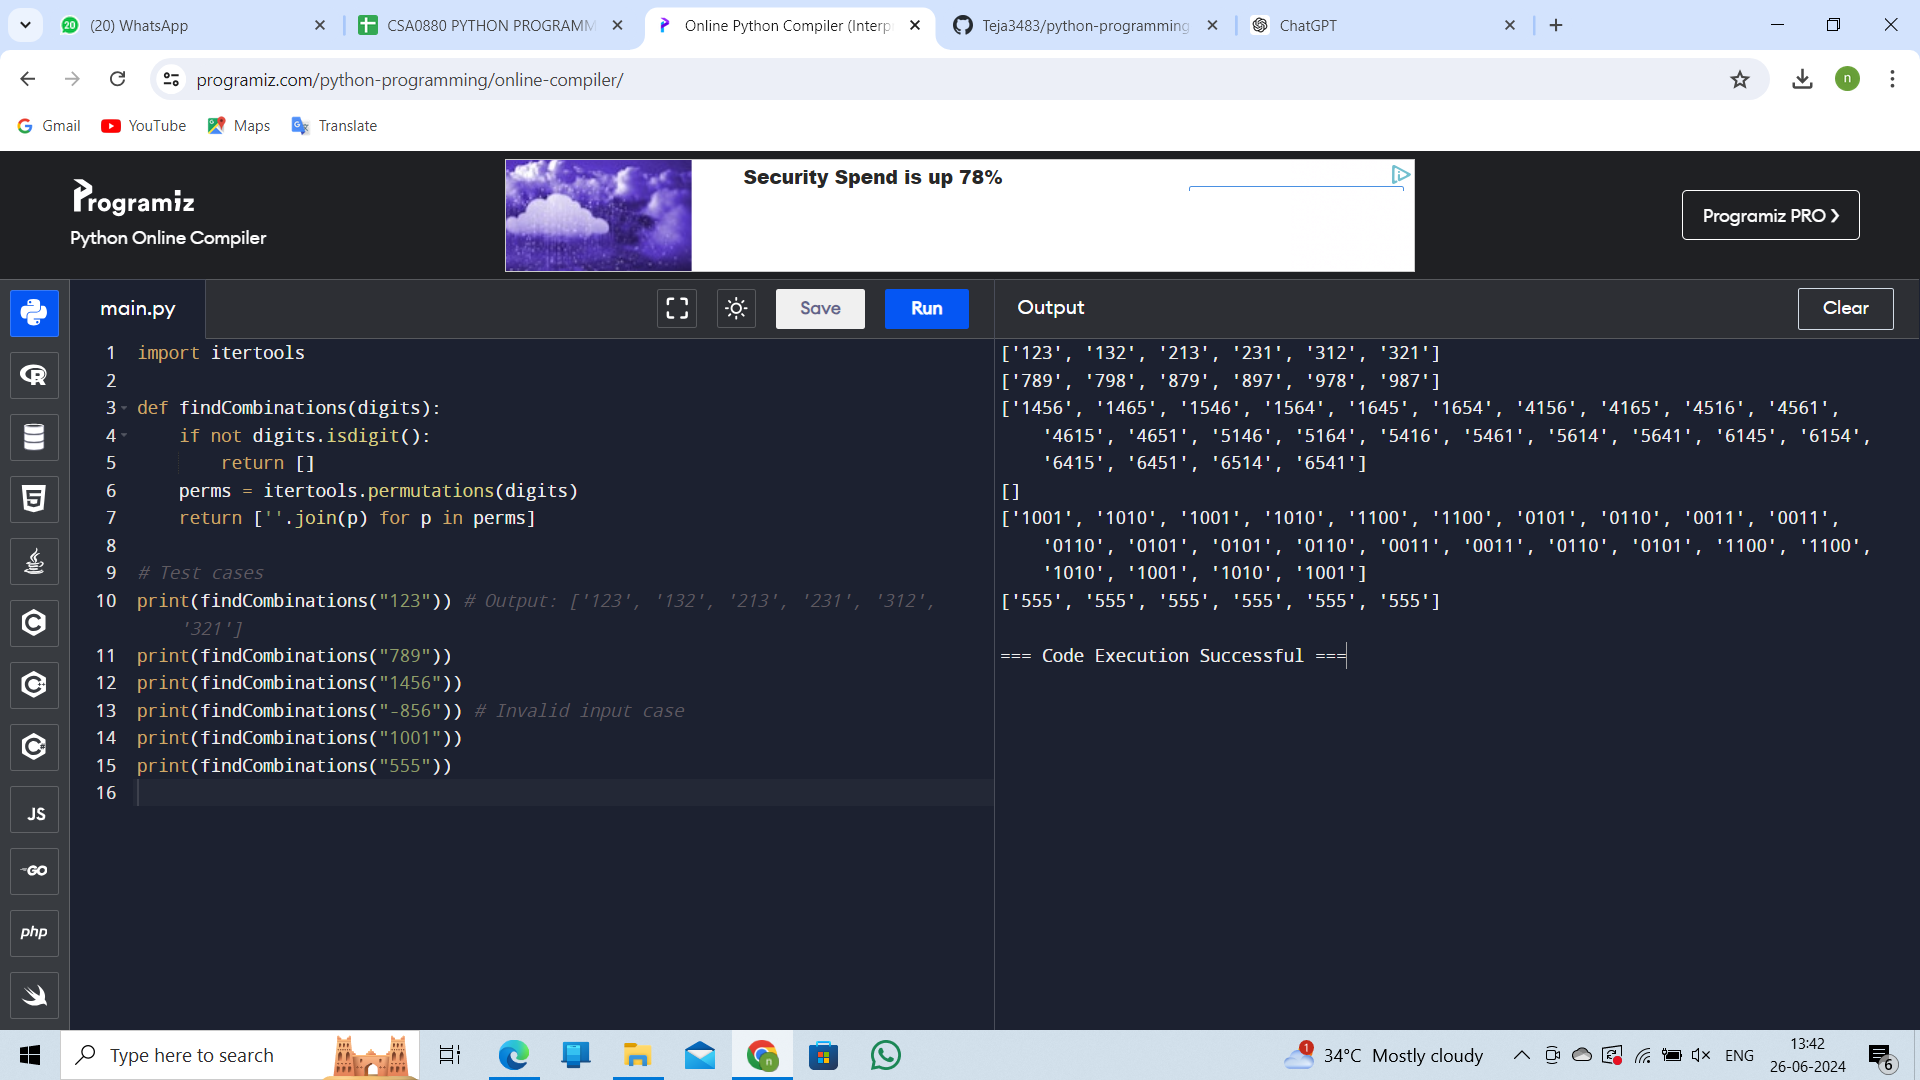 (20) WhatsApp
CSA0880 PYTHON PROGRAMM
Online Python Compiler (Interp
Teja3483/python-programming
ChatGPT
programiz.com/python-programming/online-compiler/
n
Gmail
YouTube
Maps
Translate
Programiz
Python Online Compiler
Security Spend is up 78%
Programiz PRO ❯
main.py
Save
Run
Output
Clear
1 import itertools
2
3 def findCombinations(digits):
4     if not digits.isdigit():
5         return []
6     perms = itertools.permutations(digits)
7     return [''.join(p) for p in perms]
8
9 # Test cases
10 print(findCombinations("123")) # Output: ['123', '132', '213', '231', '312',
'321']
11 print(findCombinations("789"))
12 print(findCombinations("1456"))
13 print(findCombinations("-856")) # Invalid input case
14 print(findCombinations("1001"))
15 print(findCombinations("555"))
16
['123', '132', '213', '231', '312', '321']
['789', '798', '879', '897', '978', '987']
['1456', '1465', '1546', '1564', '1645', '1654', '4156', '4165', '4516', '4561',
'4615', '4651', '5146', '5164', '5416', '5461', '5614', '5641', '6145', '6154',
'6415', '6451', '6514', '6541']
[]
['1001', '1010', '1001', '1010', '1100', '1100', '0101', '0110', '0011', '0011',
'0110', '0101', '0101', '0110', '0011', '0011', '0110', '0101', '1100', '1100',
'1010', '1001', '1010', '1001']
['555', '555', '555', '555', '555', '555']
=== Code Execution Successful ===
JS
GO
php
Type here to search
1
34°C Mostly cloudy
ENG
13:42
26-06-2024
6